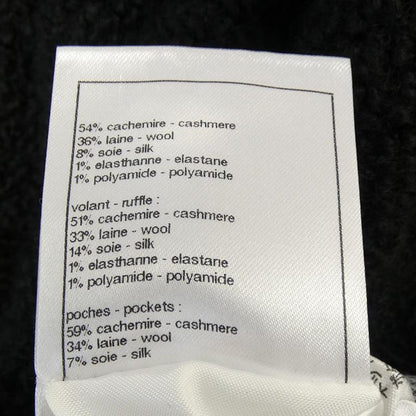 54% cachemire - cashmere
36% laine - wool
8% soie - silk
1% elasthanne - elastane
1% polyamide - polyamide
volant - ruffle :
51% cachemire - cashmere
33% laine - wool
14% soie - silk
1% elasthanne - elastane
1% polyamide - polyamide
poches - pockets :
59% cachemire - cashmere
34% laine - wool
7% soie - silk